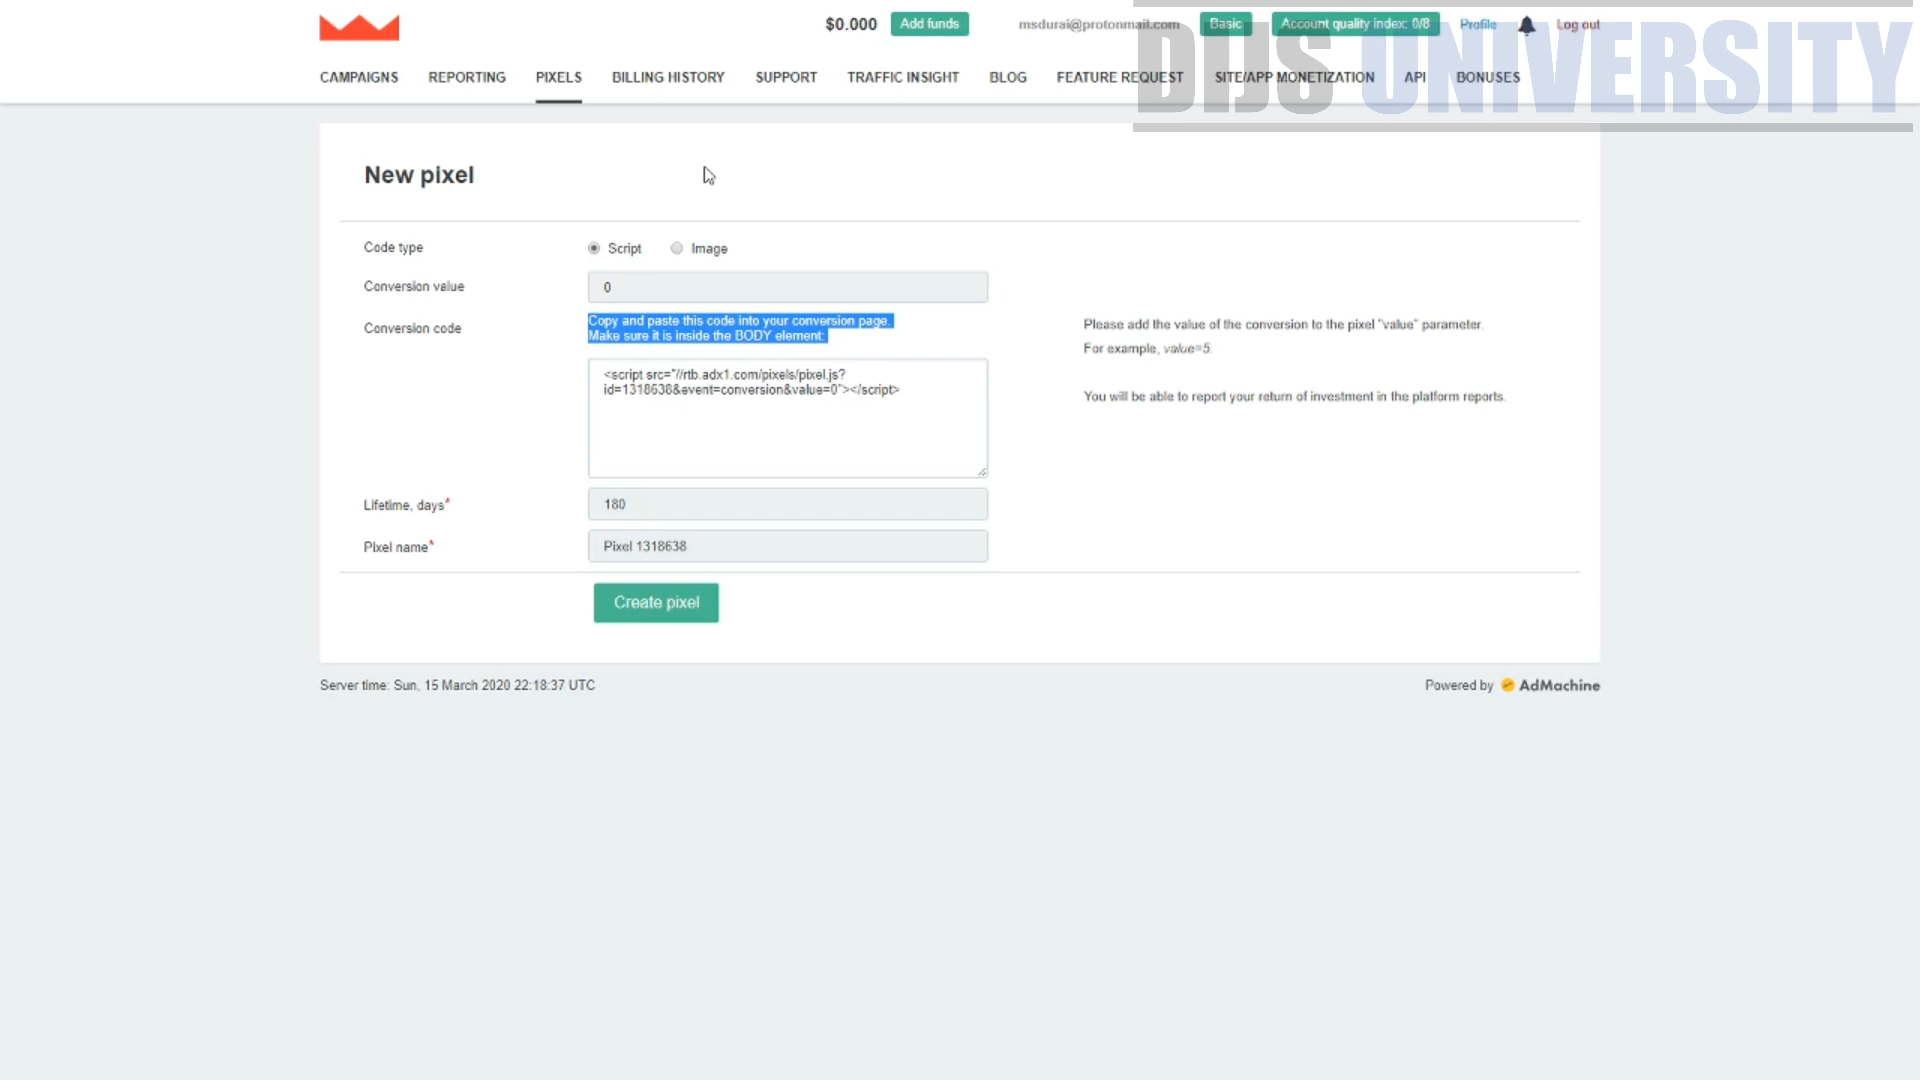 $0.000 Add funds msdurai@protonmail.com Basic Account quality index: 0/8 Profile Log out
DIJS UNIVERSITY
CAMPAIGNS REPORTING PIXELS BILLING HISTORY SUPPORT TRAFFIC INSIGHT BLOG FEATURE REQUEST SITE/APP MONETIZATION API BONUSES
New pixel
Code type Script Image
Conversion value 0
Conversion code
Copy and paste this code into your conversion page.
Make sure it is inside the BODY element:
<script src="//rtb.adx1.com/pixels/pixel.js?
id=1318638&event=conversion&value=0"></script>
Please add the value of the conversion to the pixel "value" parameter.
For example, value=5.
You will be able to report your return of investment in the platform reports.
Lifetime, days* 180
Pixel name* Pixel 1318638
Create pixel
Server time: Sun, 15 March 2020 22:18:37 UTC
Powered by AdMachine